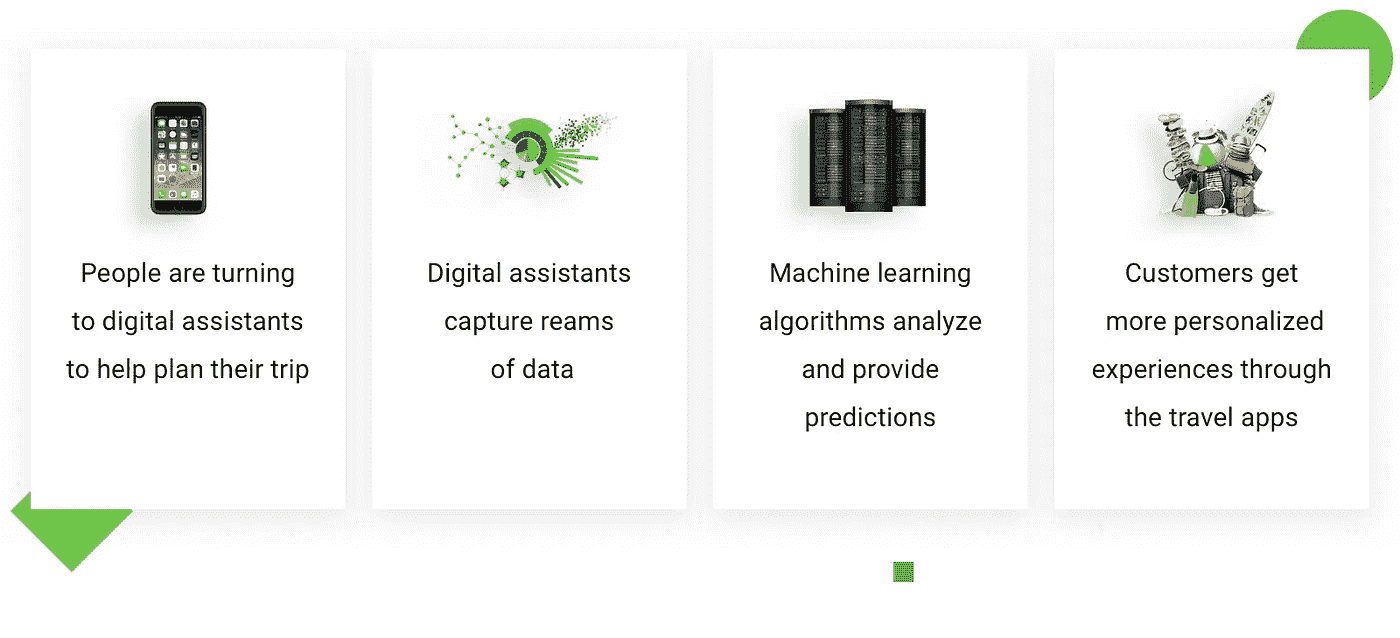 People are turning
to digital assistants
to help plan their trip
Digital assistants
capture reams
of data
Machine learning
algorithms analyze
and provide
predictions
Customers get
more personalized
experiences through
the travel apps